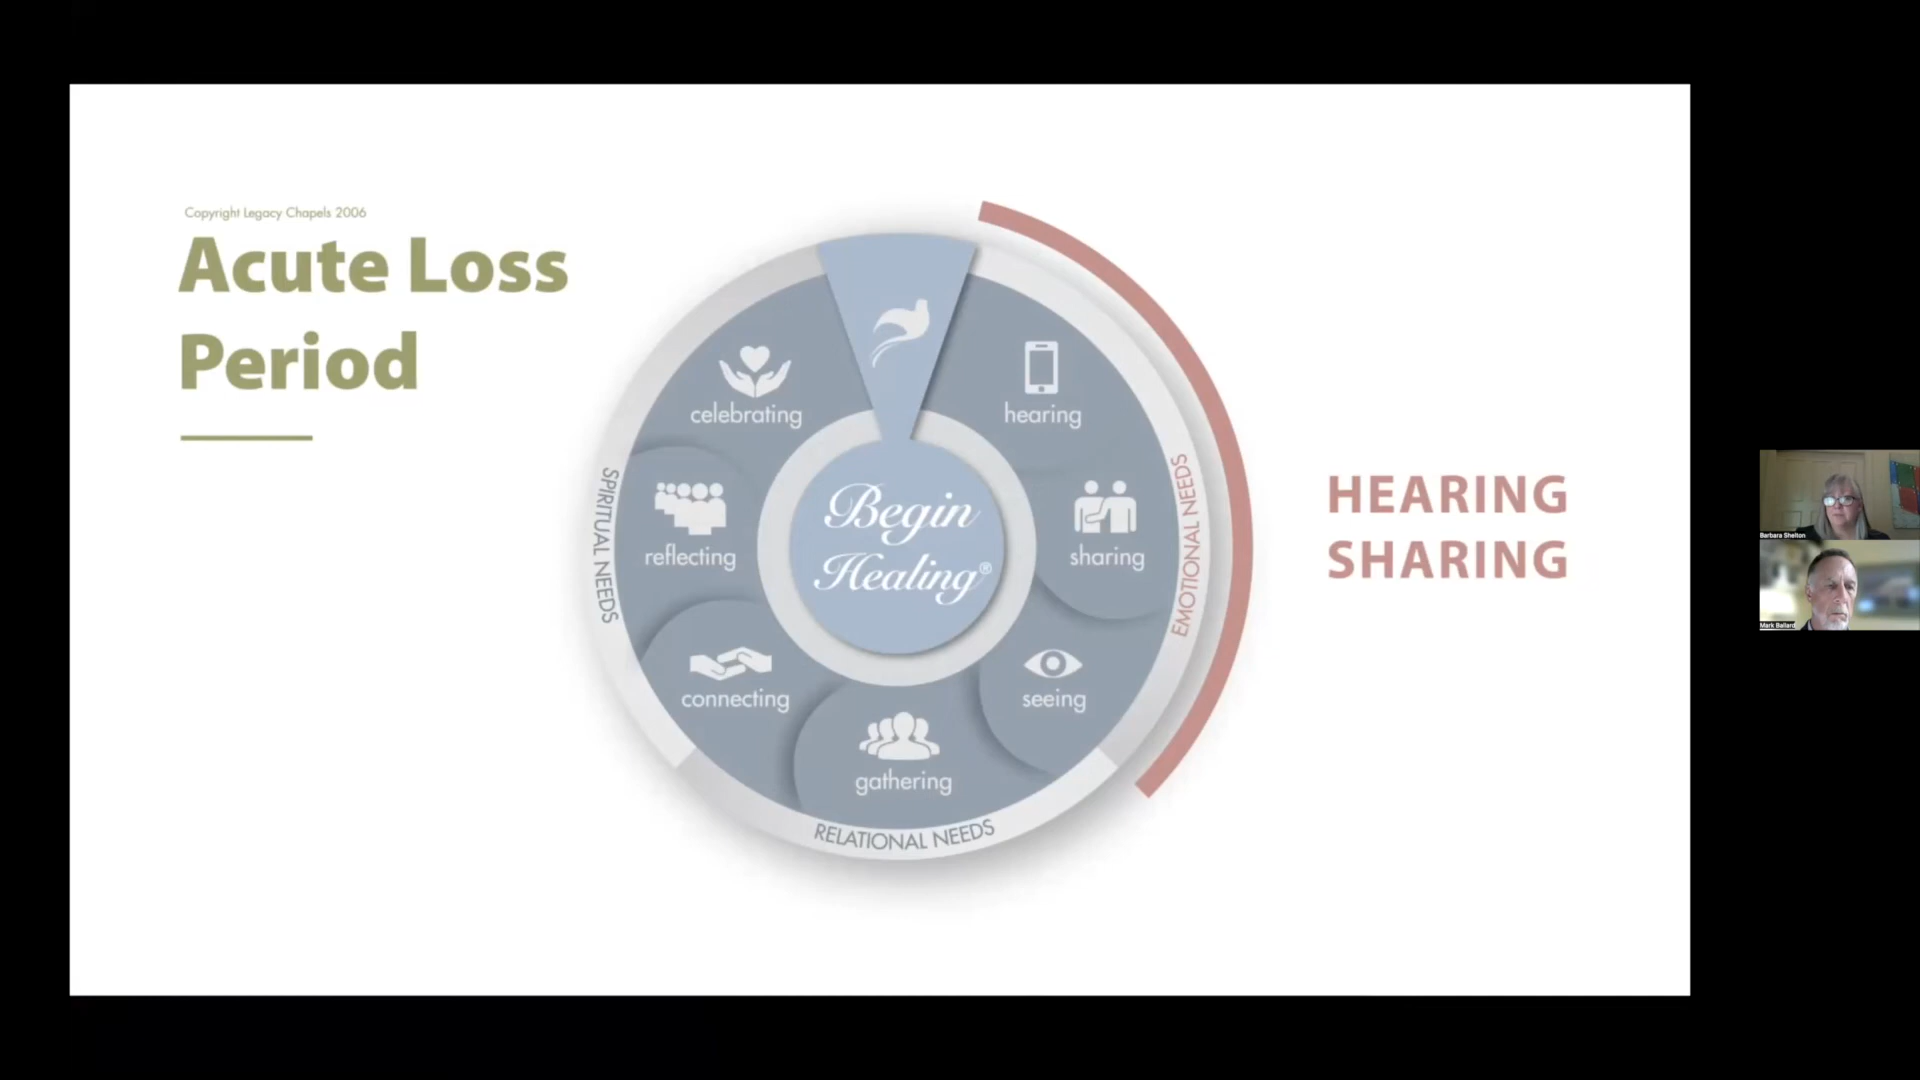 Copyright Legacy Chapels 2006
Acute Loss
Period
celebrating
hearing
reflecting
sharing
connecting
seeing
gathering
Begin
Healing®
SPIRITUAL NEEDS
EMOTIONAL NEEDS
RELATIONAL NEEDS
HEARING
SHARING
Barbara Shelton
Mark Ballard